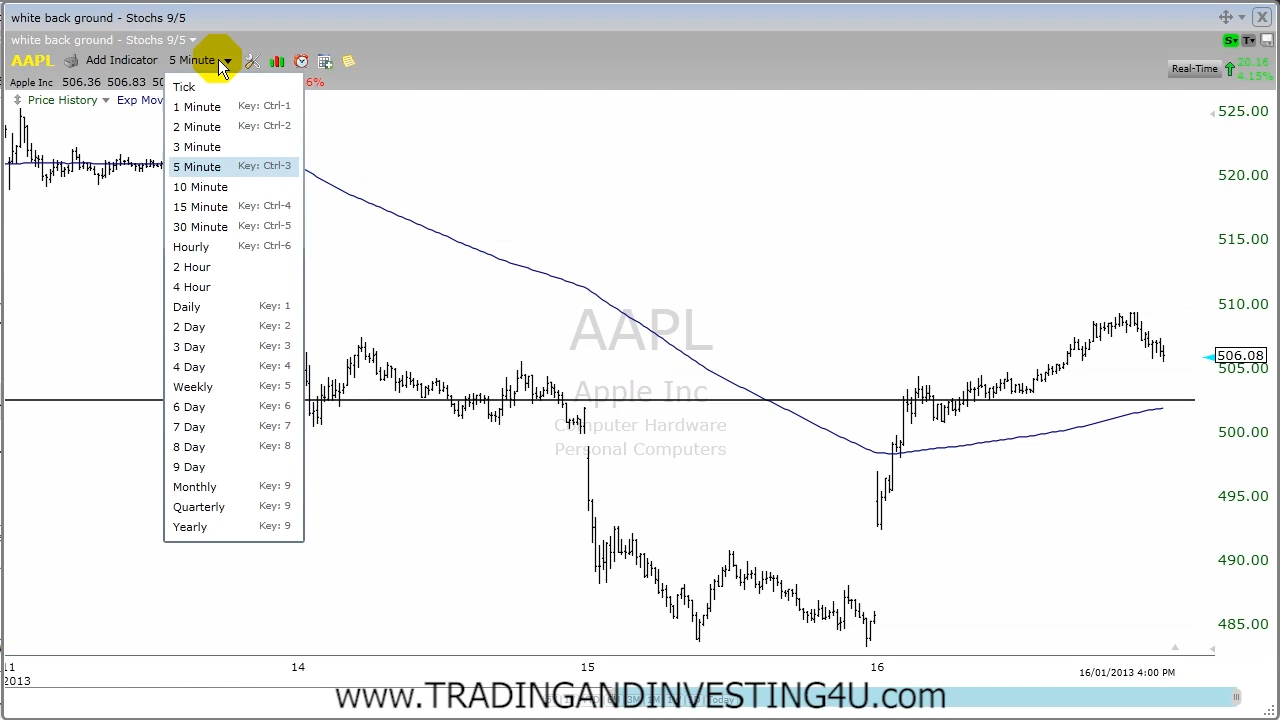 white back ground - Stochs 9/5
white back ground - Stochs 9/5
AAPL Add Indicator 5 Minute
S T
Real-Time 20.16
4.15%
Apple Inc 506.36 506.83 6%
Price History Exp Mov
Tick
1 Minute Key: Ctrl-1
2 Minute Key: Ctrl-2
3 Minute
5 Minute Key: Ctrl-3
10 Minute
15 Minute Key: Ctrl-4
30 Minute Key: Ctrl-5
Hourly Key: Ctrl-6
2 Hour
4 Hour
Daily Key: 1
2 Day Key: 2
3 Day Key: 3
4 Day Key: 4
Weekly Key: 5
6 Day Key: 6
7 Day Key: 7
8 Day Key: 8
9 Day
Monthly Key: 9
Quarterly Key: 9
Yearly Key: 9
AAPL
Apple Inc
Computer Hardware
Personal Computers
525.00
520.00
515.00
510.00
506.08
505.00
500.00
495.00
490.00
485.00
11 14 15 16
2013 16/01/2013 4:00 PM
www.TRADINGANDINVESTING4U.com